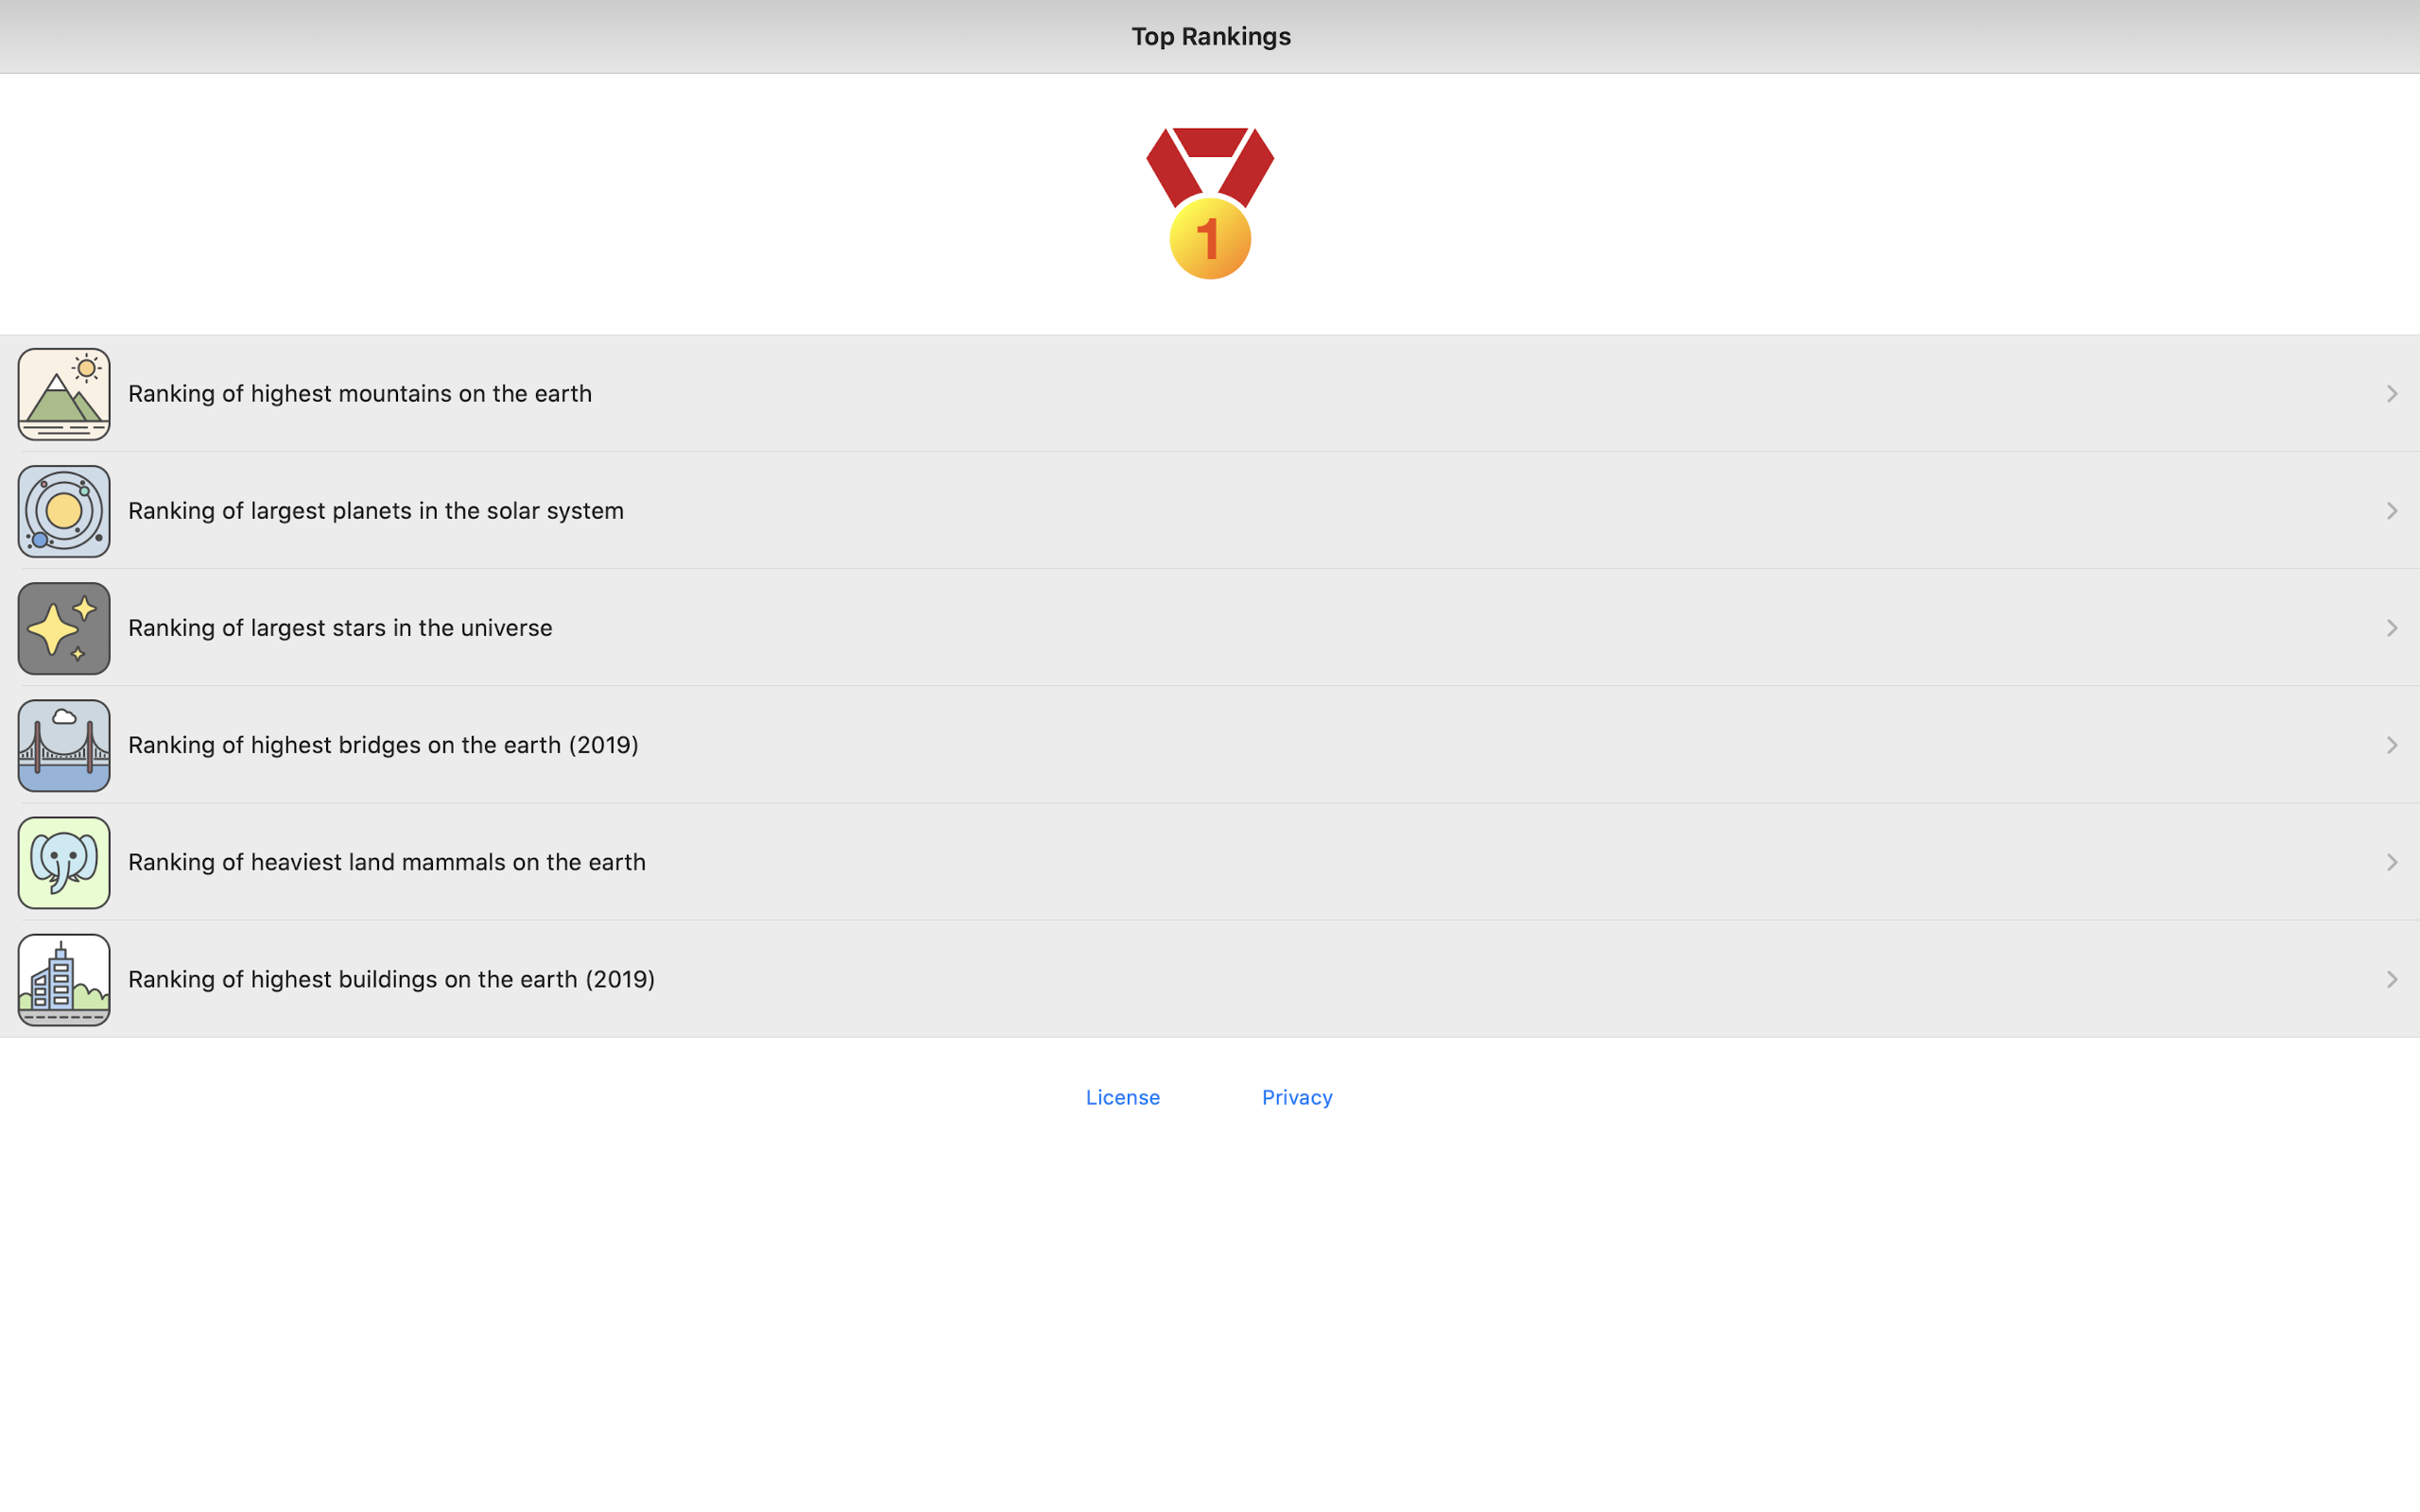 Top Rankings
1
Ranking of highest mountains on the earth
Ranking of largest planets in the solar system
Ranking of largest stars in the universe
Ranking of highest bridges on the earth (2019)
Ranking of heaviest land mammals on the earth
Ranking of highest buildings on the earth (2019)
License Privacy